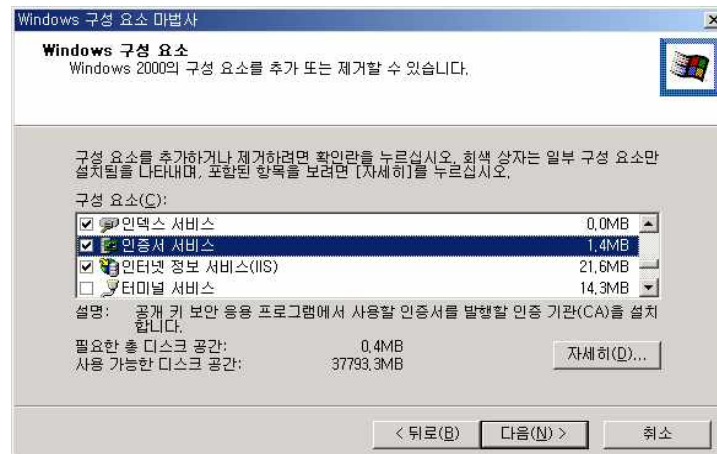 Windows 구성 요소 마법사
Windows 구성 요소
Windows 2000의 구성 요소를 추가 또는 제거할 수 있습니다.
구성 요소를 추가하거나 제거하려면 확인란을 누르십시오. 회색 상자는 일부 구성 요소만
설치됨을 나타내며, 포함된 항목을 보려면 [자세히]를 누르십시오.
구성 요소(C):
인덱스 서비스 0.0MB
인증서 서비스 1.4MB
인터넷 정보 서비스(IIS) 21.6MB
터미널 서비스 14.3MB
설명: 공개 키 보안 응용 프로그램에서 사용할 인증서를 발행할 인증 기관(CA)을 설치
합니다.
필요한 총 디스크 공간: 0.4MB
사용 가능한 디스크 공간: 37793.3MB
자세히(D)...
< 뒤로(B) 다음(N) > 취소